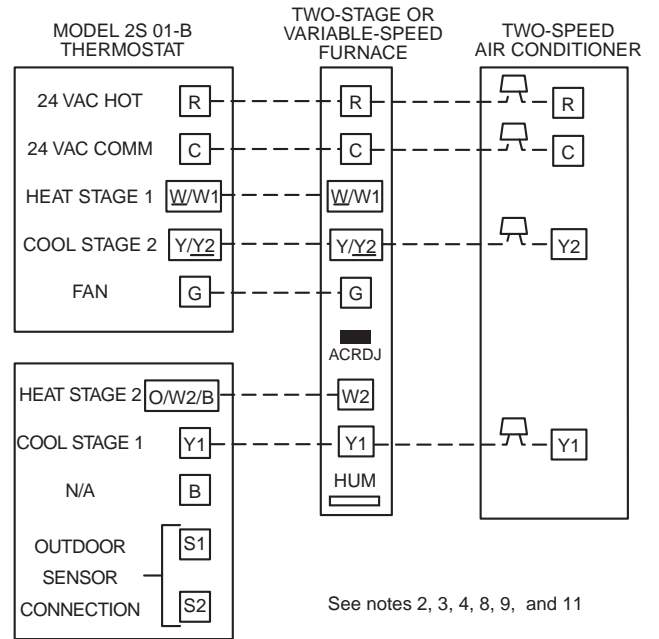 MODEL 2S 01-B
THERMOSTAT
TWO-STAGE OR
VARIABLE-SPEED
FURNACE
TWO-SPEED
AIR CONDITIONER
24 VAC HOT R R R
24 VAC COMM C C C
HEAT STAGE 1 W/W1 W/W1
COOL STAGE 2 Y/Y2 Y/Y2 Y2
FAN G G
ACRDJ
HEAT STAGE 2 O/W2/B W2
COOL STAGE 1 Y1 Y1 Y1
N/A B HUM
OUTDOOR S1
SENSOR
CONNECTION S2
See notes 2, 3, 4, 8, 9, and 11